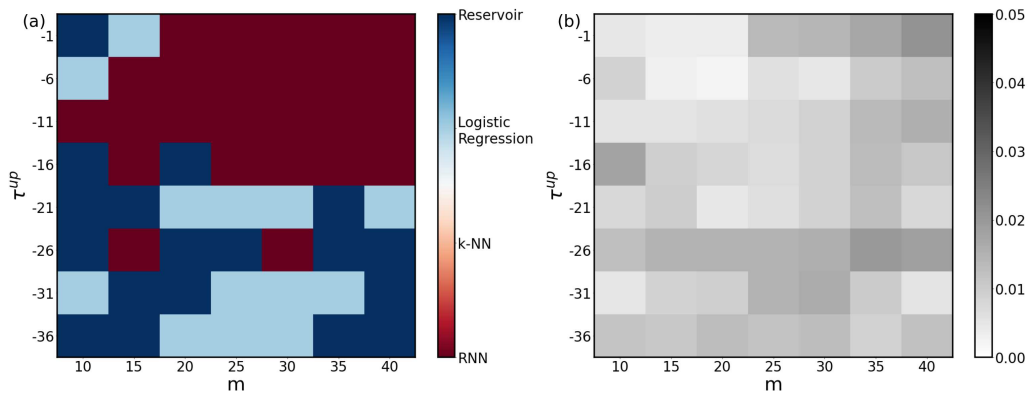 (a)
τup
-1
-6
-11
-16
-21
-26
-31
-36
10 15 20 25 30 35 40
m
Reservoir
Logistic
Regression
k-NN
RNN
(b)
τup
-1
-6
-11
-16
-21
-26
-31
-36
10 15 20 25 30 35 40
m
0.05
0.04
0.03
0.02
0.01
0.00